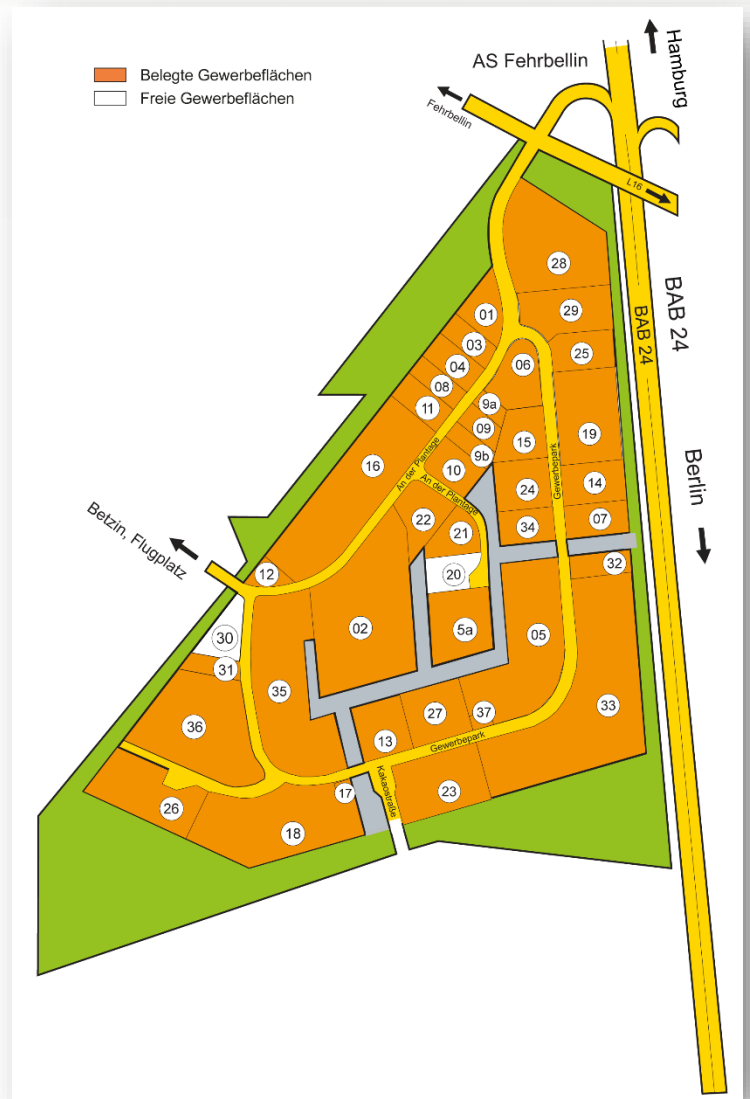 Hamburg
AS Fehrbellin
Belegte Gewerbeflächen
Freie Gewerbeflächen
Fehrbellin
L16
28
BAB 24
BAB 24
29
01
03
25
06
04
08
9a
11
09
19
15
Gewerbepark
An der Plantage
9b
16
10
Berlin
14
24
An der Plantage
22
07
34
21
Betzin, Flugplatz
32
12
20
02
5a
05
30
31
35
33
27
37
36
13
Gewerbepark
Kakaostraße
17
23
26
18